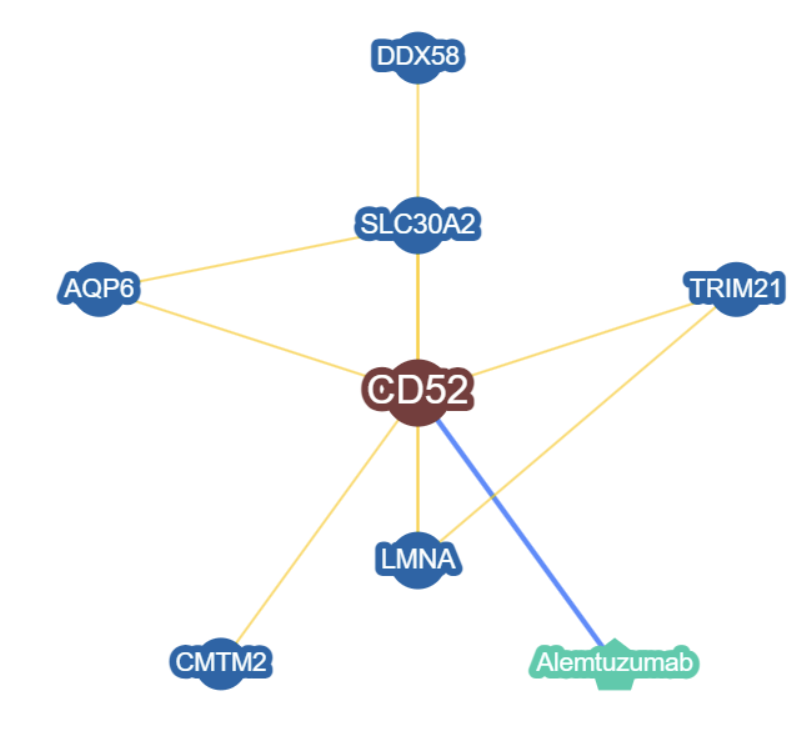 DDX58
SLC30A2
AQP6
TRIM21
CD52
LMNA
CMTM2
Alemtuzumab